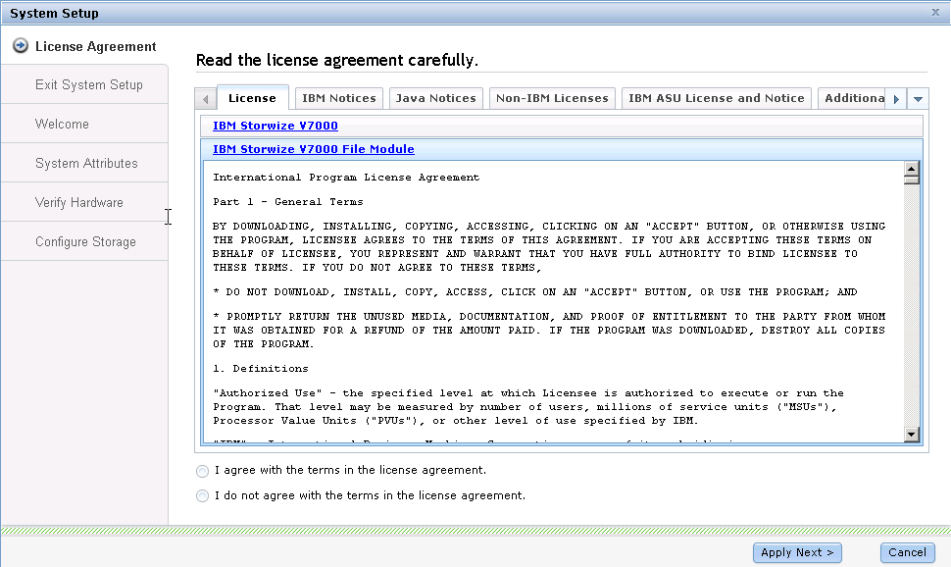 System Setup
x
License Agreement
Exit System Setup
Welcome
System Attributes
Verify Hardware
Configure Storage
Read the license agreement carefully.
License
IBM Notices
Java Notices
Non-IBM Licenses
IBM ASU License and Notice
Additiona
IBM Storwize V7000
IBM Storwize V7000 File Module
International Program License Agreement
Part 1 - General Terms
BY DOWNLOADING, INSTALLING, COPYING, ACCESSING, CLICKING ON AN "ACCEPT" BUTTON, OR OTHERWISE USING
THE PROGRAM, LICENSEE AGREES TO THE TERMS OF THIS AGREEMENT. IF YOU ARE ACCEPTING THESE TERMS ON
BEHALF OF LICENSEE, YOU REPRESENT AND WARRANT THAT YOU HAVE FULL AUTHORITY TO BIND LICENSEE TO
THESE TERMS. IF YOU DO NOT AGREE TO THESE TERMS,
* DO NOT DOWNLOAD, INSTALL, COPY, ACCESS, CLICK ON AN "ACCEPT" BUTTON, OR USE THE PROGRAM; AND
* PROMPTLY RETURN THE UNUSED MEDIA, DOCUMENTATION, AND PROOF OF ENTITLEMENT TO THE PARTY FROM WHOM
IT WAS OBTAINED FOR A REFUND OF THE AMOUNT PAID. IF THE PROGRAM WAS DOWNLOADED, DESTROY ALL COPIES
OF THE PROGRAM.
1. Definitions
"Authorized Use" - the specified level at which Licensee is authorized to execute or run the
Program. That level may be measured by number of users, millions of service units ("MSUs"),
Processor Value Units ("PVUs"), or other level of use specified by IBM.
I agree with the terms in the license agreement.
I do not agree with the terms in the license agreement.
Apply Next >
Cancel